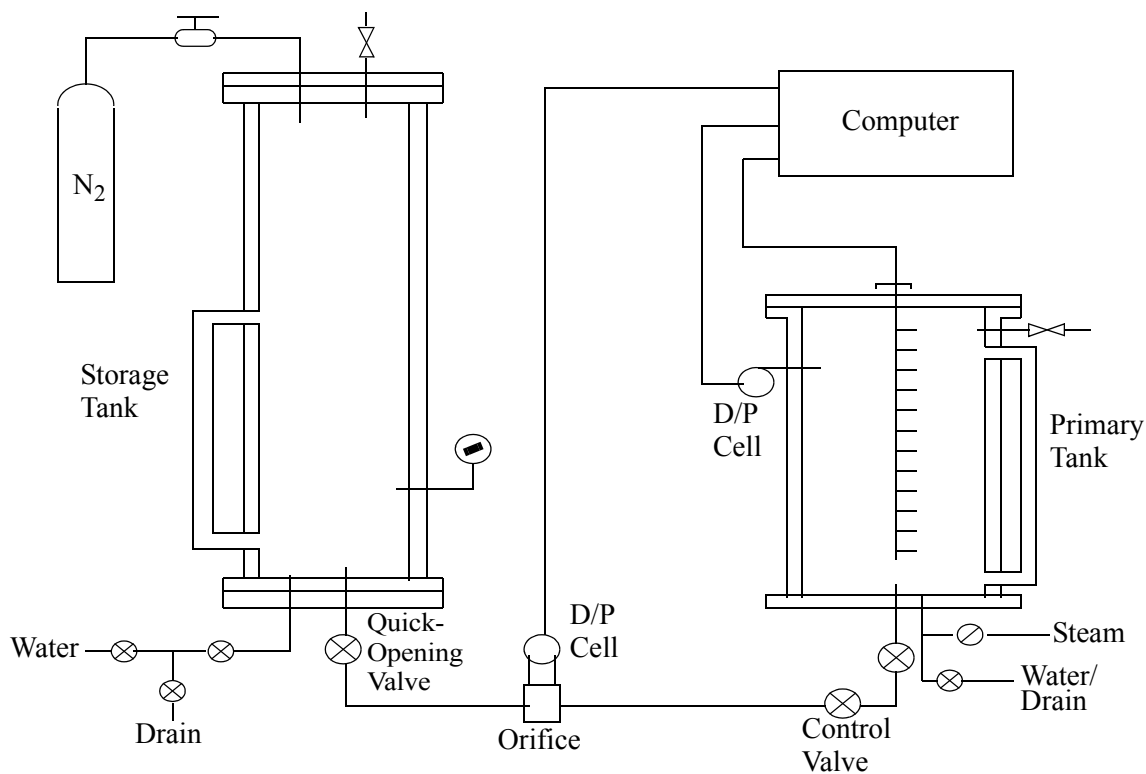 Computer
N2
Storage
Tank
D/P
Cell
Primary
Tank
Quick-
Opening
Valve
D/P
Cell
Water
Steam
Water/
Drain
Drain
Orifice
Control
Valve